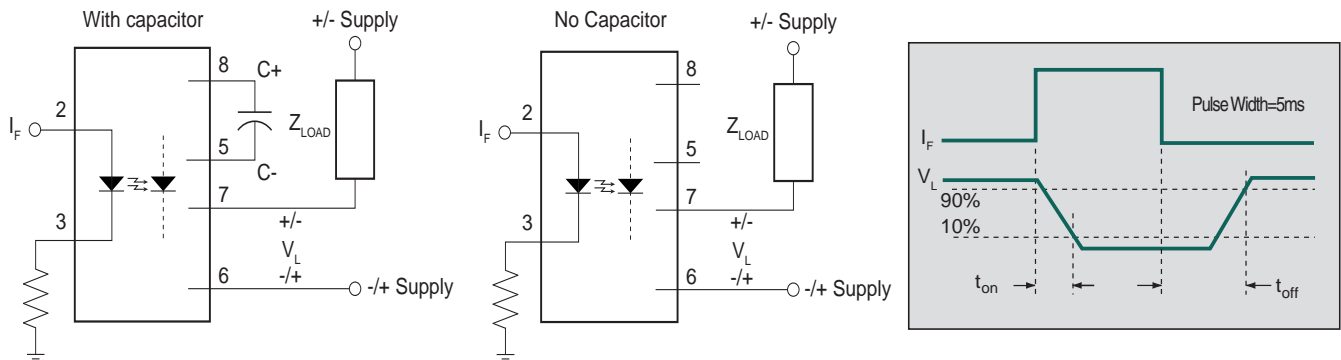 With capacitor
+/- Supply
8
C+
2
I_F
Z_LOAD
5
C-
7
3
+/-
V_L
6
-/+
-/+ Supply
No Capacitor
+/- Supply
8
2
I_F
Z_LOAD
5
7
3
+/-
V_L
6
-/+
-/+ Supply
Pulse Width=5ms
I_F
V_L
90%
10%
t_on
t_off